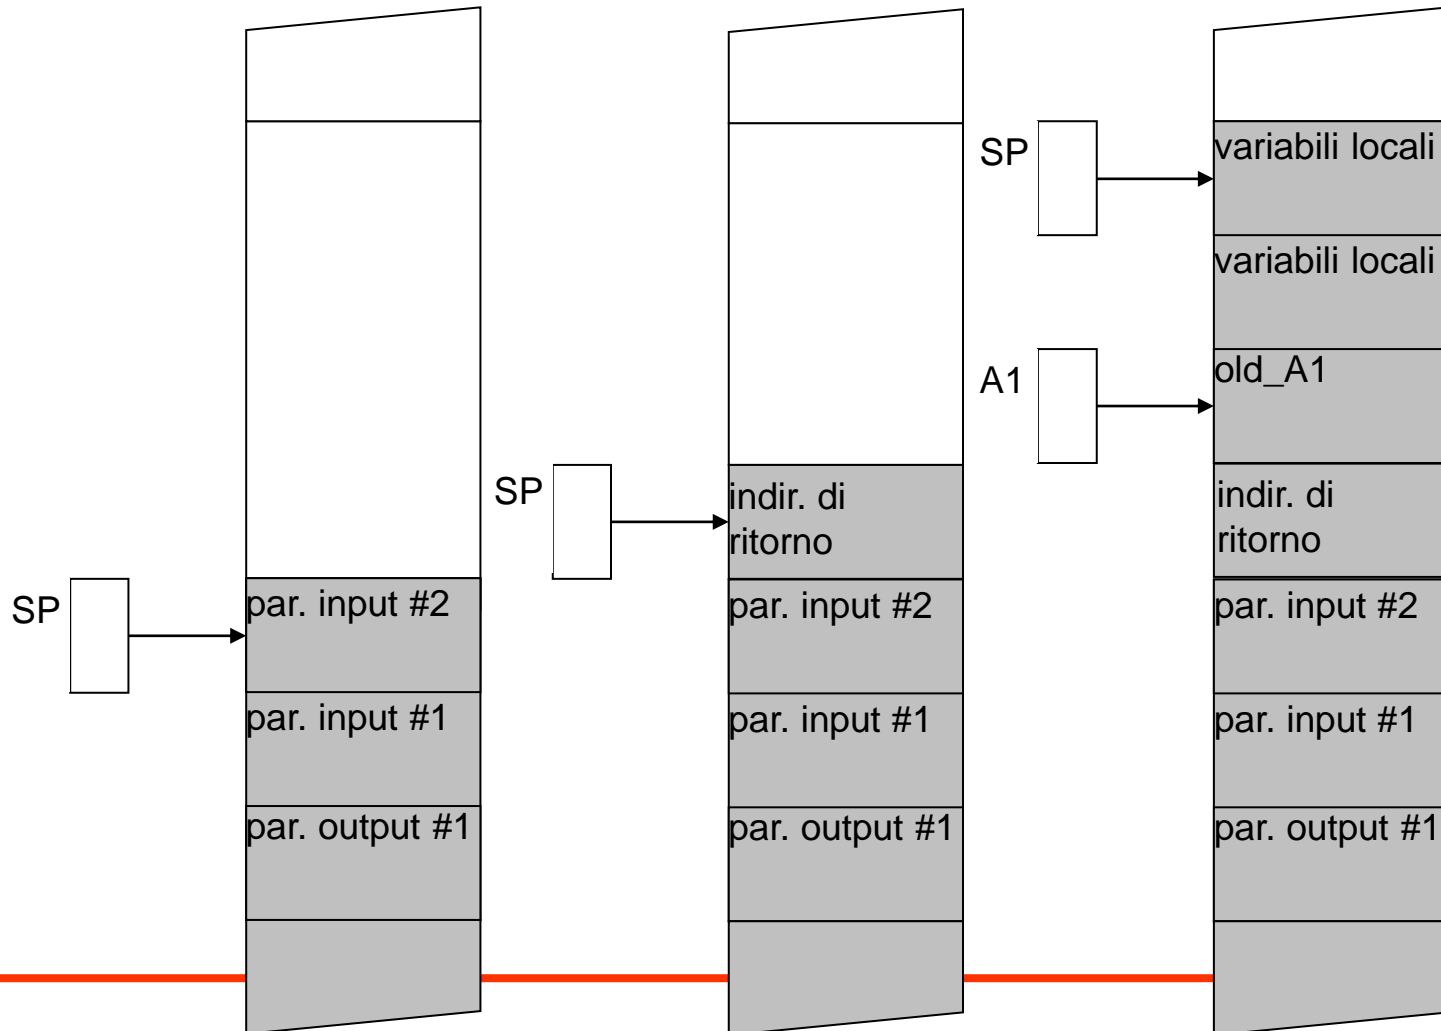 SP
par. input #2
par. input #1
par. output #1
SP
indir. di
ritorno
par. input #2
par. input #1
par. output #1
SP
variabili locali
variabili locali
A1
old_A1
indir. di
ritorno
par. input #2
par. input #1
par. output #1